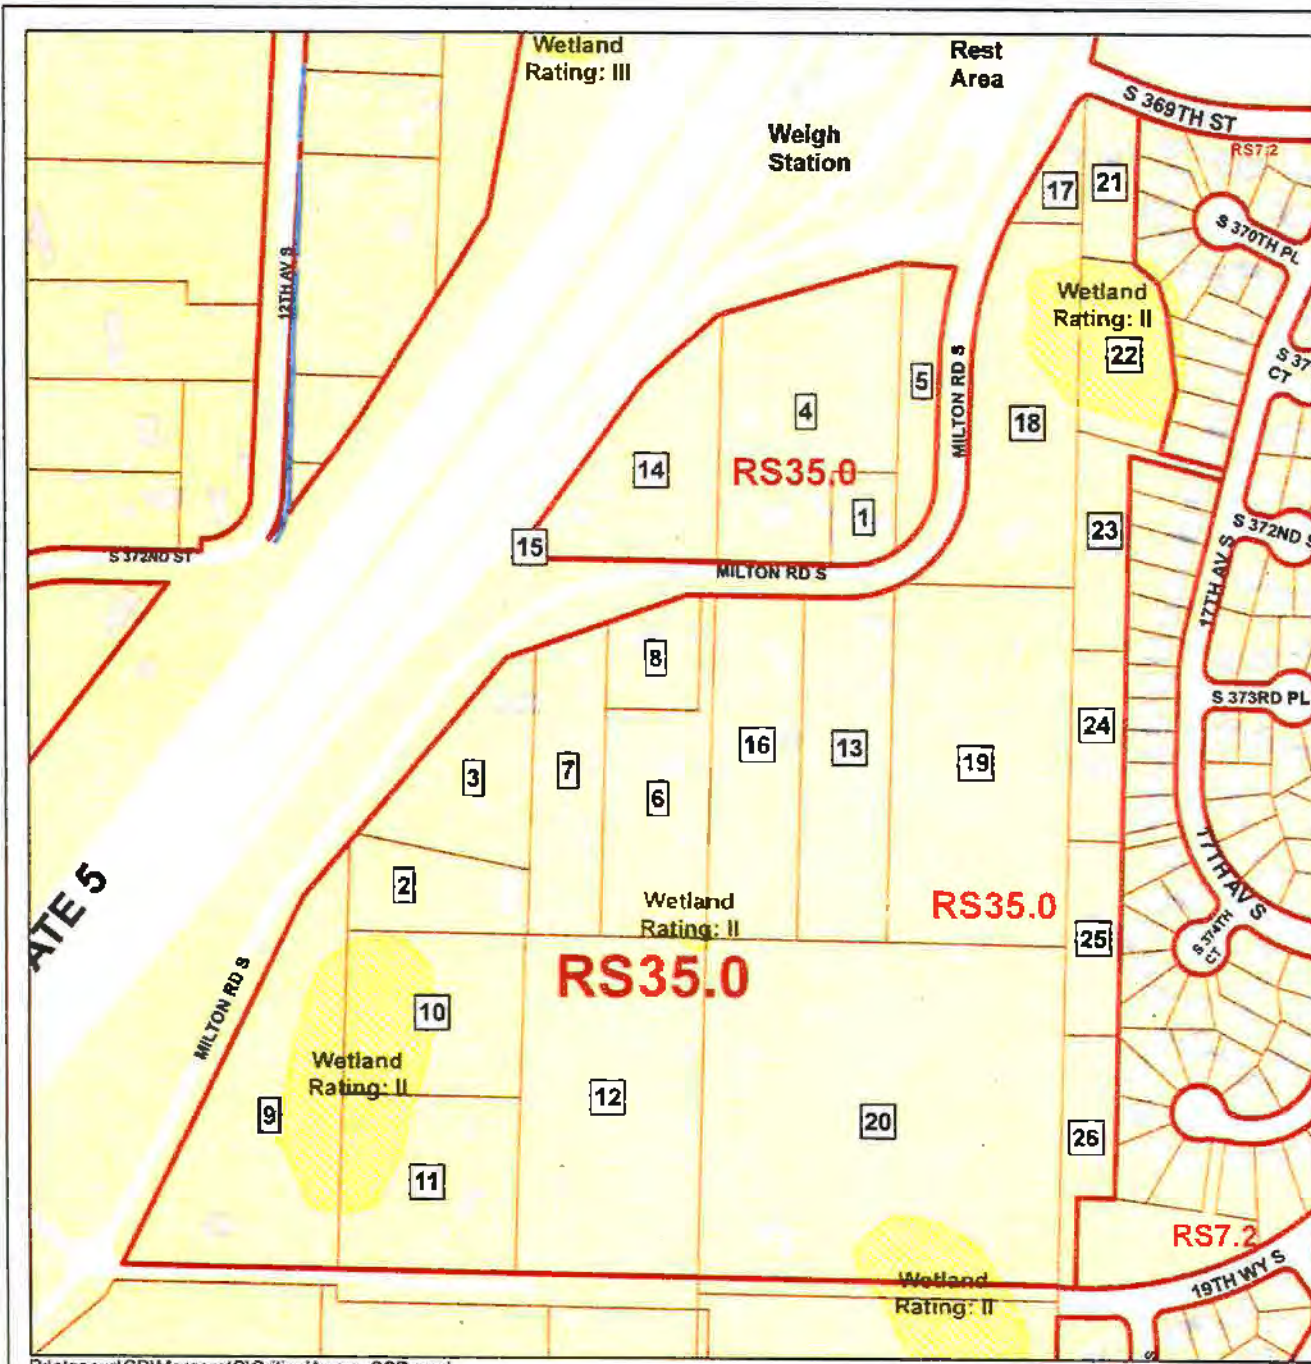 Wetland
Rating: III
Rest
Area
S 369TH ST
Weigh
Station
RS7.2
17
21
S 370TH PL
12TH AV S
Wetland
Rating: II
22
S 37
CT
5
MILTON RD S
4
18
14
RS35.0
1
23
S 372ND S
15
S 372ND ST
MILTON RD S
17TH AV S
8
S 373RD PL
24
16
13
19
3
7
6
17TH AV S
2
ATE 5
Wetland
Rating: II
RS35.0
25
S 374TH
CT
RS35.0
MILTON RD S
10
Wetland
Rating: II
9
12
20
26
11
RS7.2
19TH WY S
Wetland
Rating: II
S